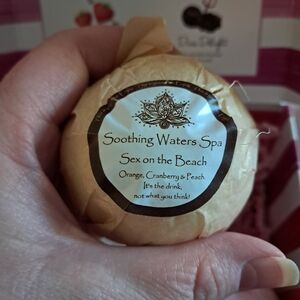 Soothing Waters Spa
Sex on the Beach
Orange, Cranberry & Peach.
It's the drink,
not what you think!